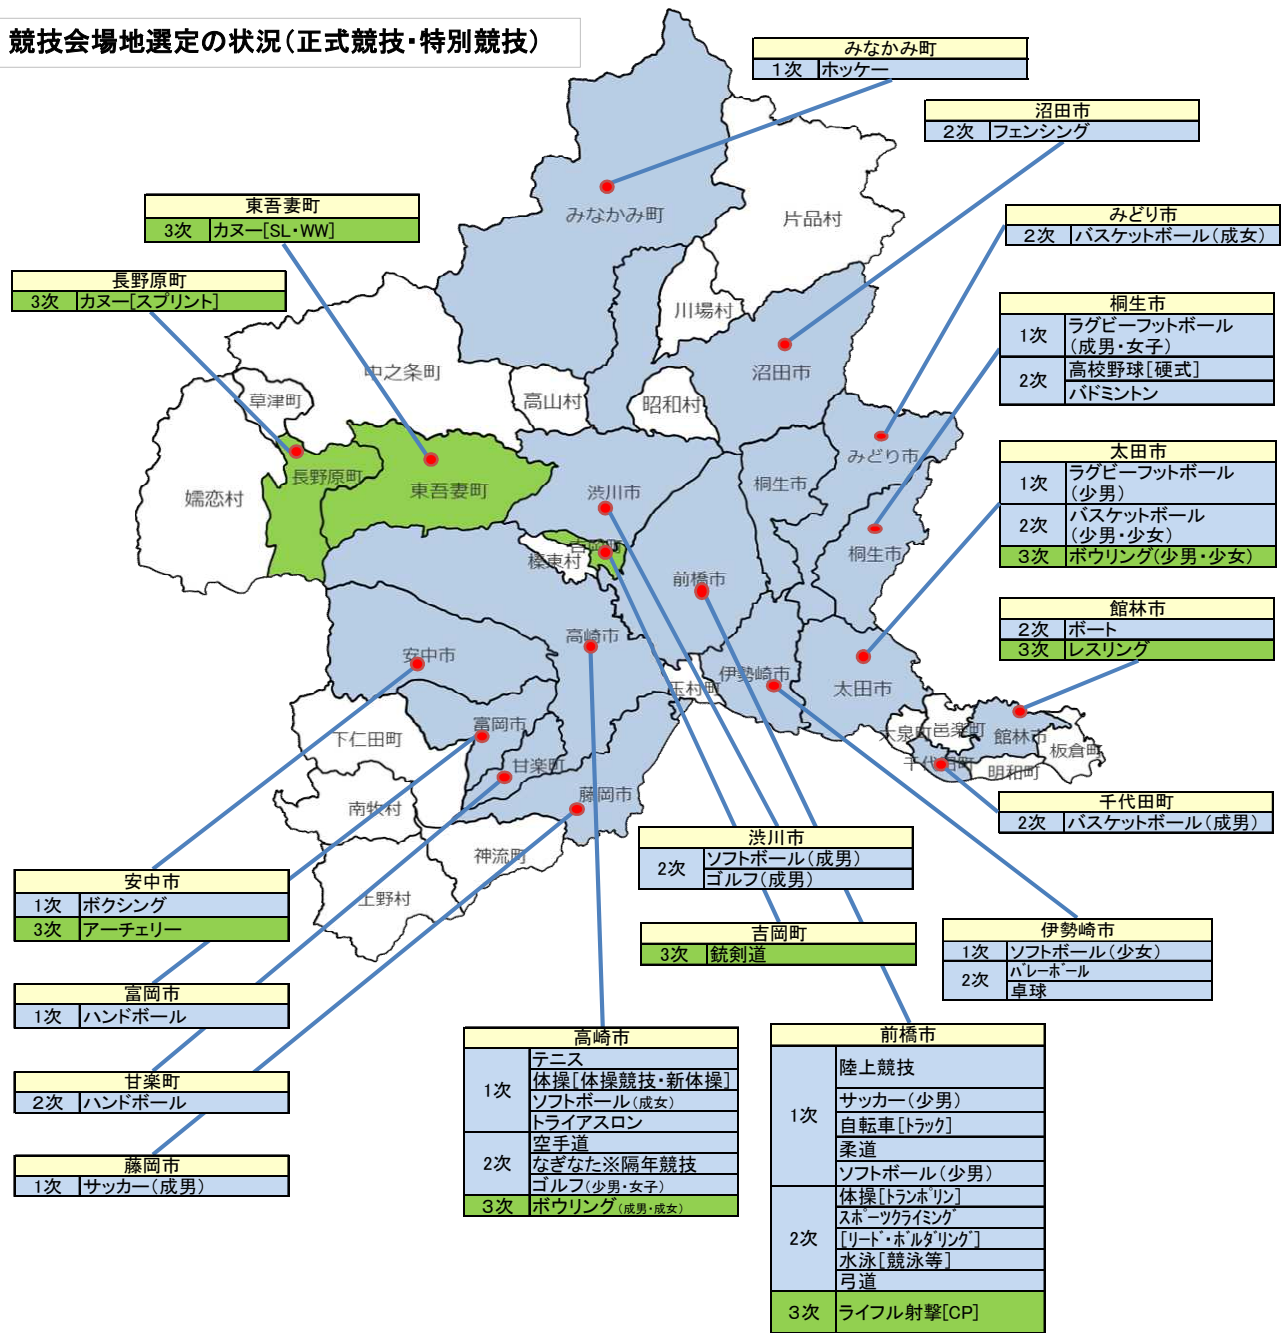 競技会場地選定の状況(正式競技・特別競技)
みなかみ町
1次 ホッケー
沼田市
2次 フェンシング
東吾妻町
3次 カヌー[SL・WW]
みどり市
2次 バスケットボール(成女)
長野原町
3次 カヌー[スプリント]
桐生市
1次 ラグビーフットボール
(成男・女子)
2次 高校野球[硬式]
バドミントン
太田市
1次 ラグビーフットボール
(少男)
2次 バスケットボール
(少男・少女)
3次 ボウリング(少男・少女)
館林市
2次 ボート
3次 レスリング
千代田町
2次 バスケットボール(成男)
みなかみ町
片品村
川場村
沼田市
中之条町
草津町
高山村
昭和村
みどり市
長野原町
東吾妻町
渋川市
桐生市
嬬恋村
吉岡町
榛東村
桐生市
前橋市
高崎市
安中市
玉村町
伊勢崎市
太田市
富岡市
下仁田町
大泉町
邑楽町
館林市
板倉町
千代田町
明和町
甘楽町
藤岡市
南牧村
神流町
上野村
渋川市
2次 ソフトボール(成男)
ゴルフ(成男)
安中市
1次 ボクシング
3次 アーチェリー
吉岡町
3次 銃剣道
伊勢崎市
1次 ソフトボール(少女)
2次 バレーボール
卓球
富岡市
1次 ハンドボール
甘楽町
2次 ハンドボール
藤岡市
1次 サッカー(成男)
高崎市
1次 テニス
体操[体操競技・新体操]
ソフトボール(成女)
トライアスロン
2次 空手道
なぎなた※隔年競技
ゴルフ(少男・女子)
3次 ボウリング(成男・成女)
前橋市
1次 陸上競技
サッカー(少男)
自転車[トラック]
柔道
ソフトボール(少男)
2次 体操[トランポリン]
スポーツクライミング
[リード・ボルダリング]
水泳[競泳等]
弓道
3次 ライフル射撃[CP]